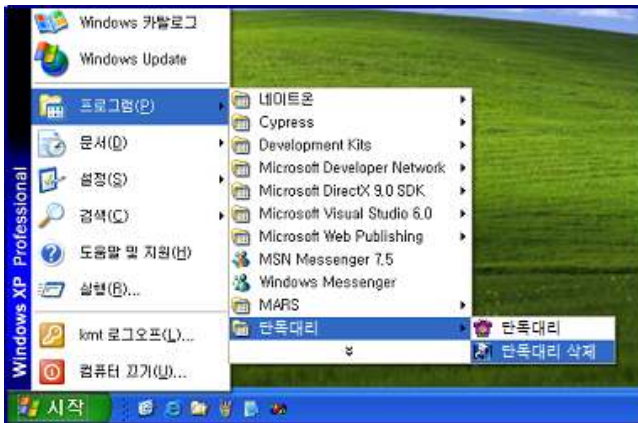 Windows 카탈로그
Windows Update
프로그램(P)
문서(D)
설정(S)
검색(C)
도움말 및 지원(H)
실행(R)...
kmt 로그오프(L)...
컴퓨터 끄기(U)...
Windows XP Professional
네이트온
Cypress
Development Kits
Microsoft Developer Network
Microsoft DirectX 9.0 SDK
Microsoft Visual Studio 6.0
Microsoft Web Publishing
MSN Messenger 7.5
Windows Messenger
MARS
단독대리
단독대리
단독대리 삭제
시작